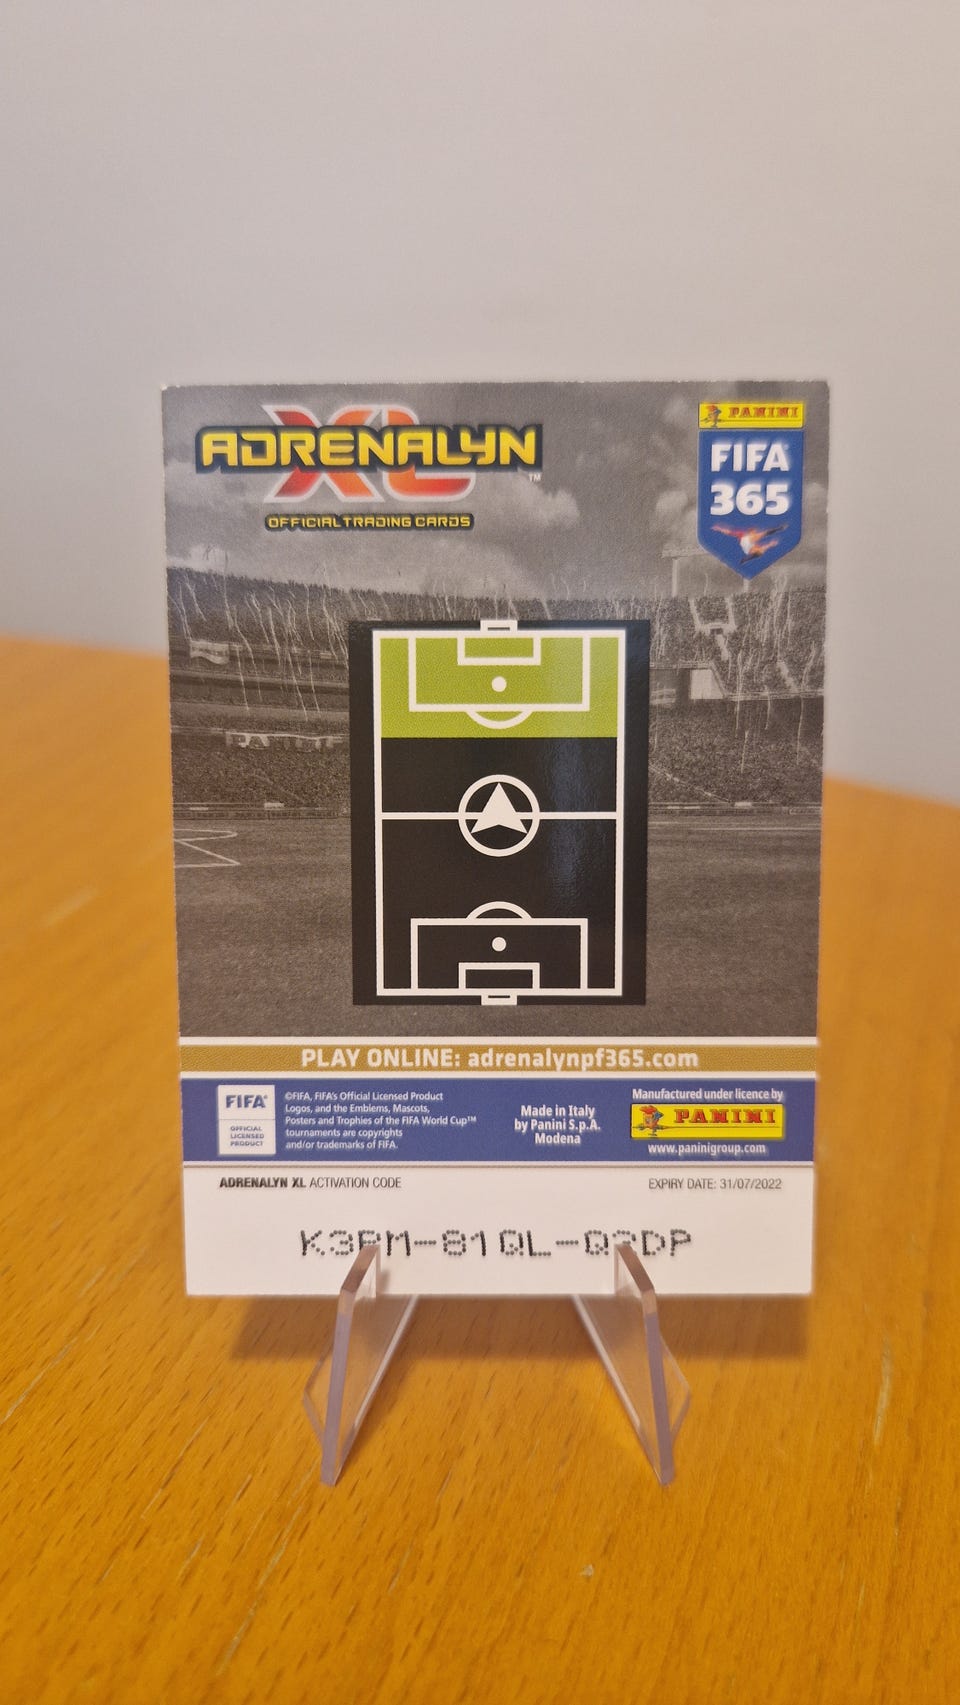 ADRENALYN
XL™
OFFICIAL TRADING CARDS
PANINI
FIFA
365
PANINI
PLAY ONLINE: adrenalynpf365.com
FIFA®
OFFICIAL
LICENSED
PRODUCT
©FIFA, FIFA's Official Licensed Product
Logos, and the Emblems, Mascots,
Posters and Trophies of the FIFA World Cup™
tournaments are copyrights
and/or trademarks of FIFA.
Made in Italy
by Panini S.p.A.
Modena
Manufactured under licence by
PANINI
www.paninigroup.com
ADRENALYN XL ACTIVATION CODE
EXPIRY DATE: 31/07/2022